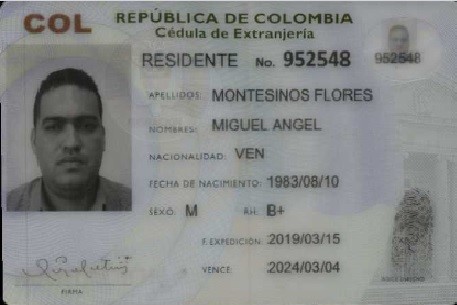 COL REPÚBLICA DE COLOMBIA
Cédula de Extranjería
RESIDENTE No. 952548 952548
APELLIDOS: MONTESINOS FLORES
NOMBRES: MIGUEL ANGEL
NACIONALIDAD: VEN
FECHA DE NACIMIENTO: 1983/08/10
SEXO: M RH: B+
F. EXPEDICIÓN: 2019/03/15
VENCE: 2024/03/04
FIRMA